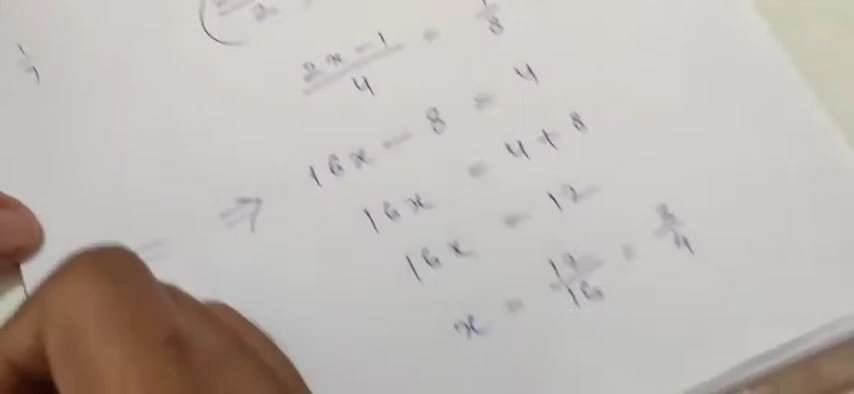 2x - 1 / 4 = 1 / 8
16x - 8 = 4
⇒ 16x = 4 + 8
16x = 12
x = 12 / 16 = 3 / 4